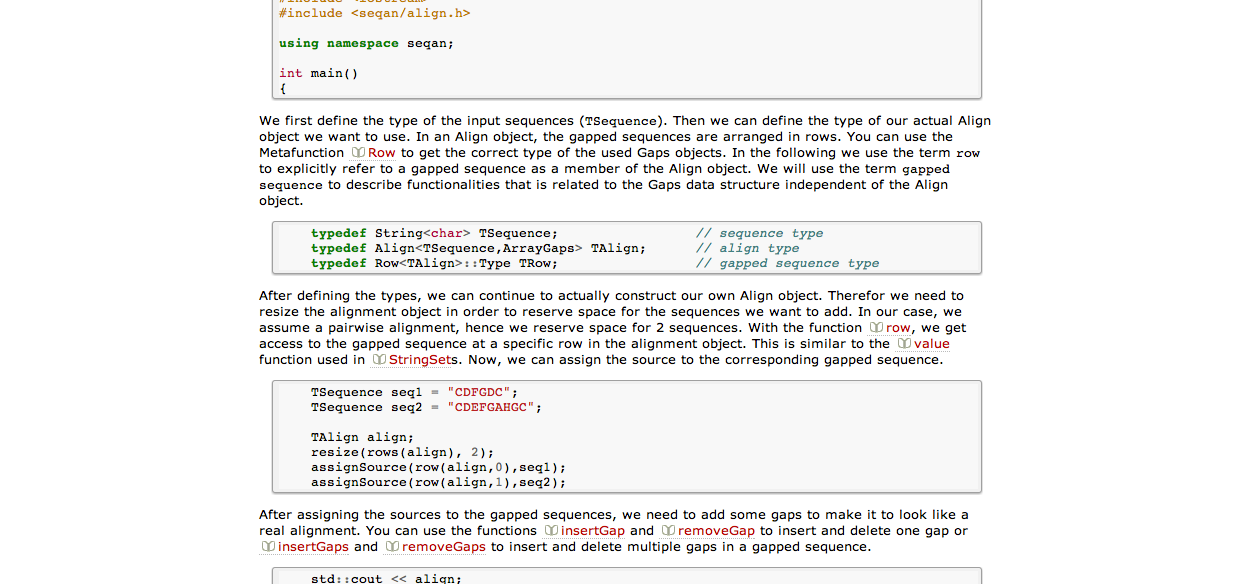 #include <iostream>
#include <seqan/align.h>
using namespace seqan;
int main()
{
We first define the type of the input sequences (TSequence). Then we can define the type of our actual Align
object we want to use. In an Align object, the gapped sequences are arranged in rows. You can use the
Metafunction Row to get the correct type of the used Gaps objects. In the following we use the term row
to explicitly refer to a gapped sequence as a member of the Align object. We will use the term gapped
sequence to describe functionalities that is related to the Gaps data structure independent of the Align
object.
typedef String<char> TSequence; // sequence type
typedef Align<TSequence,ArrayGaps> TAlign; // align type
typedef Row<TAlign>::Type TRow; // gapped sequence type
After defining the types, we can continue to actually construct our own Align object. Therefor we need to
resize the alignment object in order to reserve space for the sequences we want to add. In our case, we
assume a pairwise alignment, hence we reserve space for 2 sequences. With the function row, we get
access to the gapped sequence at a specific row in the alignment object. This is similar to the value
function used in StringSets. Now, we can assign the source to the corresponding gapped sequence.
TSequence seq1 = "CDFGDC";
TSequence seq2 = "CDEFGAHGC";
TAlign align;
resize(rows(align), 2);
assignSource(row(align,0),seq1);
assignSource(row(align,1),seq2);
After assigning the sources to the gapped sequences, we need to add some gaps to make it to look like a
real alignment. You can use the functions insertGap and removeGap to insert and delete one gap or
insertGaps and removeGaps to insert and delete multiple gaps in a gapped sequence.
std::cout << align;